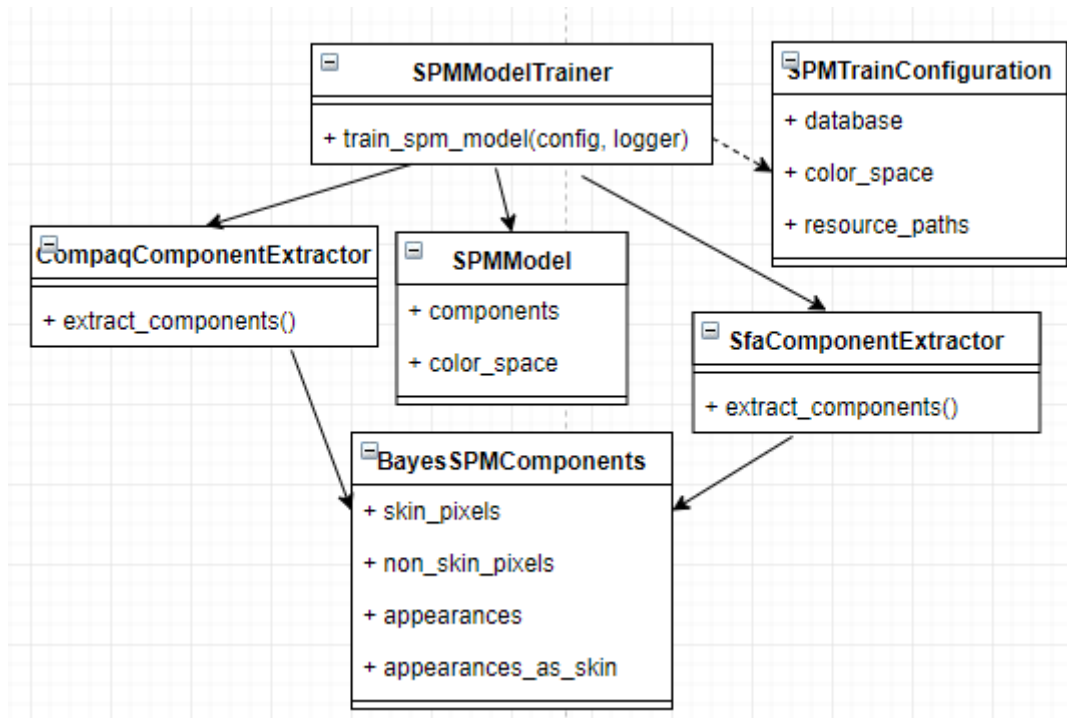 SPMModelTrainer
+ train_spm_model(config, logger)
SPMTrainConfiguration
+ database
+ color_space
+ resource_paths
CompaqComponentExtractor
+ extract_components()
SPMModel
+ components
+ color_space
SfaComponentExtractor
+ extract_components()
BayesSPMComponents
+ skin_pixels
+ non_skin_pixels
+ appearances
+ appearances_as_skin